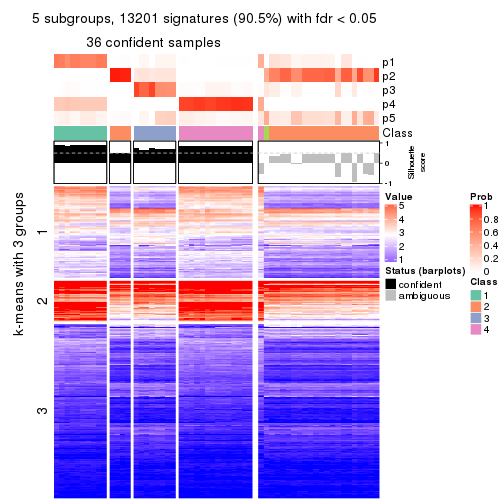 5 subgroups, 13201 signatures (90.5%) with fdr < 0.05
36 confident samples
p1
p2
p3
p4
p5
Class
1
0
-1
Silhouette
score
k-means with 3 groups
1
2
3
Value
5
4
3
2
1
Status (barplots)
confident
ambiguous
Prob
1
0.8
0.6
0.4
0.2
0
Class
1
2
3
4